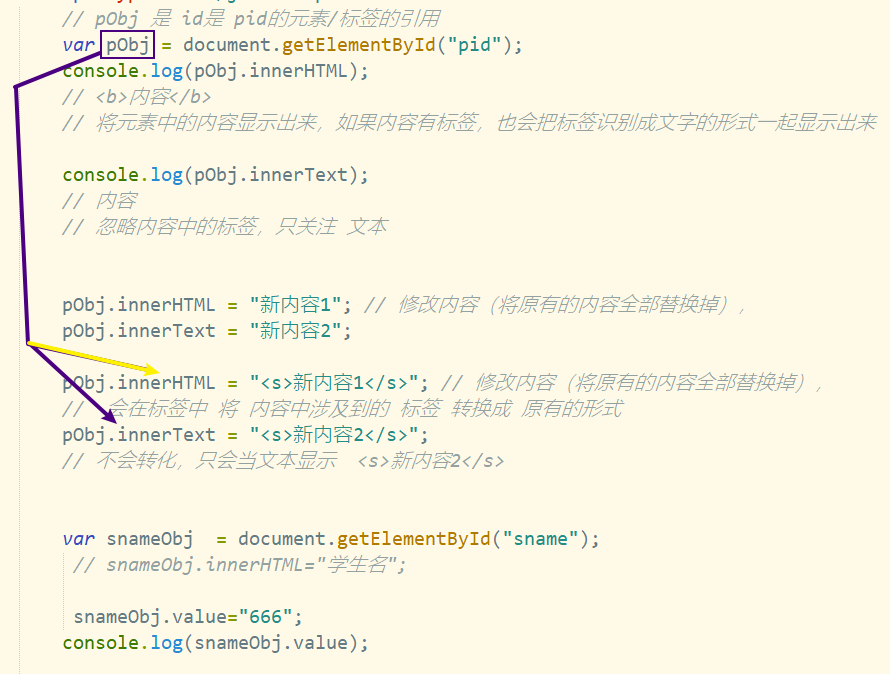 // pObj 是 id是 pid的元素/标签的引用
var pObj = document.getElementById("pid");
console.log(pObj.innerHTML);
// <b>内容</b>
// 将元素中的内容显示出来，如果内容有标签，也会把标签识别成文字的形式一起显示出来
console.log(pObj.innerText);
// 内容
// 忽略内容中的标签，只关注 文本
pObj.innerHTML = "新内容1"; // 修改内容（将原有的内容全部替换掉），
pObj.innerText = "新内容2";
pObj.innerHTML = "<s>新内容1</s>"; // 修改内容（将原有的内容全部替换掉），
// 会在标签中 将 内容中涉及到的 标签 转换成 原有的形式
pObj.innerText = "<s>新内容2</s>";
// 不会转化，只会当文本显示  <s>新内容2</s>
var snameObj  = document.getElementById("sname");
// snameObj.innerHTML="学生名";
snameObj.value="666";
console.log(snameObj.value);